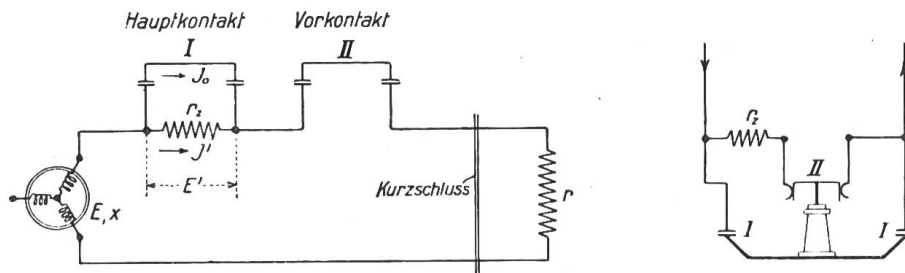 Hauptkontakt
I
J₀
r₂
J'
E'
E, x
Vorkontakt
II
Kurzschluss
r
r₂
II
I
I